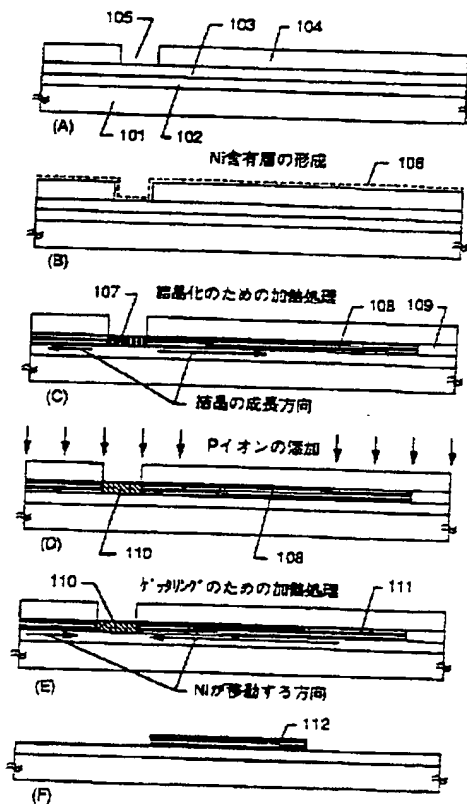 105
103
104
101
102
(A)
Ni含有層の形成
106
(B)
107
結晶化のための加熱処理
108
109
(C)
結晶の成長方向
Pイオンの添加
(D)
110
108
110
ゲッタリングのための加熱処理
111
(E)
Niが移動する方向
112
(F)